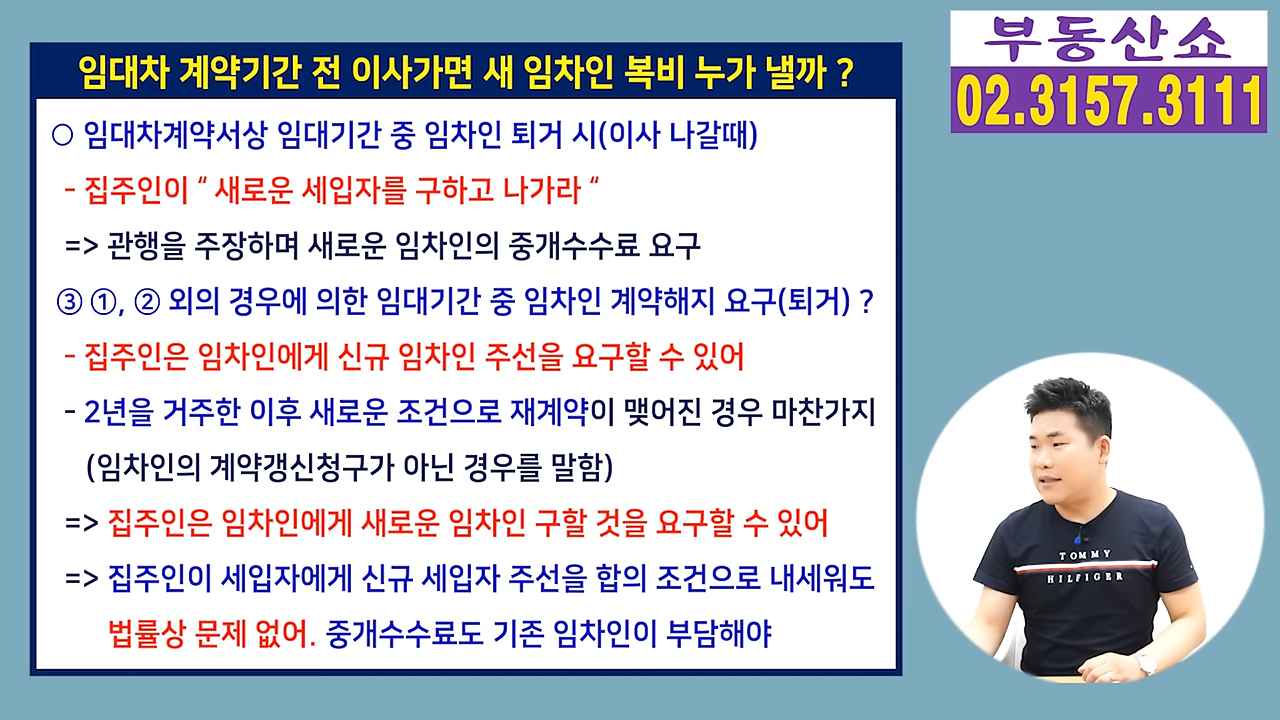 부동산쇼
02.3157.3111
임대차 계약기간 전 이사가면 새 임차인 복비 누가 낼까 ?
○ 임대차계약서상 임대기간 중 임차인 퇴거 시(이사 나갈때)
- 집주인이 “ 새로운 세입자를 구하고 나가라 “
=> 관행을 주장하며 새로운 임차인의 중개수수료 요구
③ ①, ② 외의 경우에 의한 임대기간 중 임차인 계약해지 요구(퇴거) ?
- 집주인은 임차인에게 신규 임차인 주선을 요구할 수 있어
- 2년을 거주한 이후 새로운 조건으로 재계약이 맺어진 경우 마찬가지
(임차인의 계약갱신청구가 아닌 경우를 말함)
=> 집주인은 임차인에게 새로운 임차인 구할 것을 요구할 수 있어
=> 집주인이 세입자에게 신규 세입자 주선을 합의 조건으로 내세워도
법률상 문제 없어. 중개수수료도 기존 임차인이 부담해야
TOMMY
HILFIGER